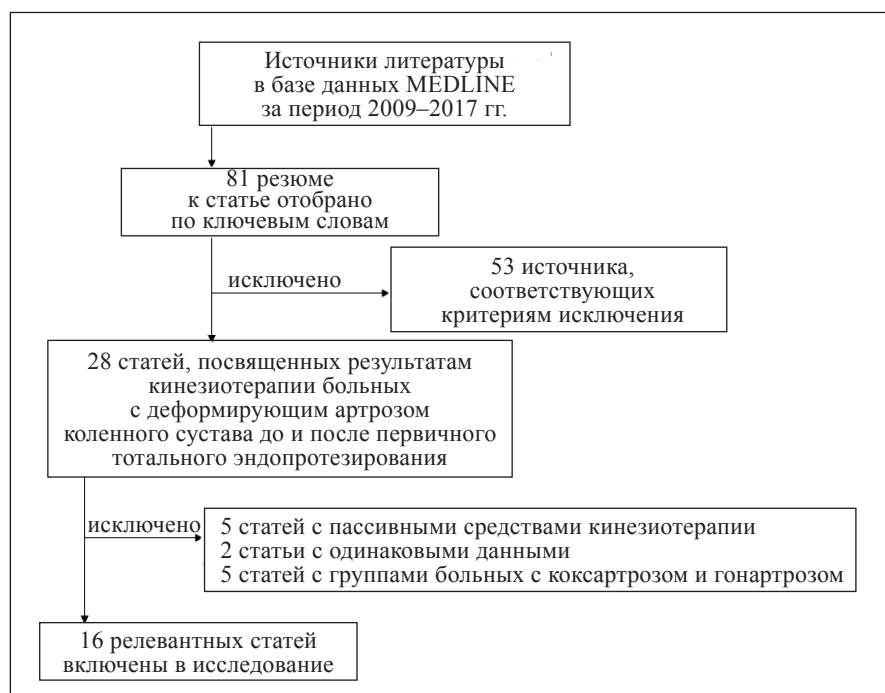 Источники литературы
в базе данных MEDLINE
за период 2009–2017 гг.
81 резюме
к статье отобрано
по ключевым словам
исключено
53 источника,
соответствующих
критериям исключения
28 статей, посвященных результатам
кинезиотерапии больных
с деформирующим артрозом
коленного сустава до и после первичного
тотального эндопротезирования
исключено
5 статей с пассивными средствами кинезиотерапии
2 статьи с одинаковыми данными
5 статей с группами больных с коксартрозом и гонартрозом
16 релевантных статей
включены в исследование